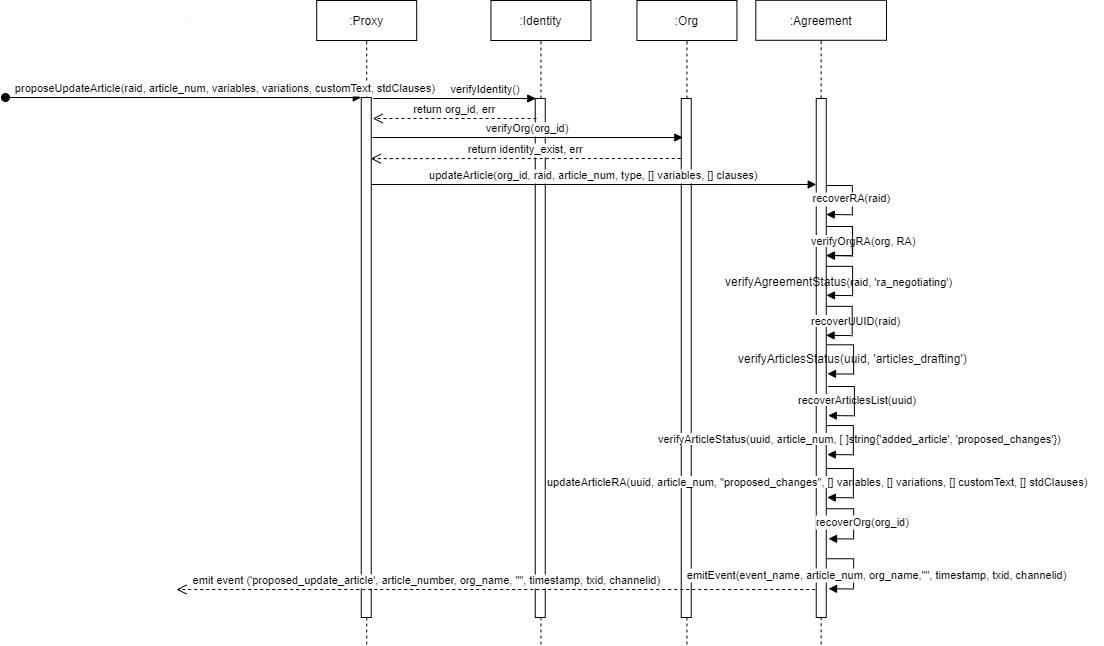 :Proxy
:Identity
:Org
:Agreement
proposeUpdateArticle(raid, article_num, variables, variations, customText, stdClauses)
verifyIdentity()
return org_id, err
verifyOrg(org_id)
return identity_exist, err
updateArticle(org_id, raid, article_num, type, [] variables, [] clauses)
recoverRA(raid)
verifyOrgRA(org, RA)
verifyAgreementStatus(raid, 'ra_negotiating')
recoverUUID(raid)
verifyArticlesStatus(uuid, 'articles_drafting')
recoverArticlesList(uuid)
verifyArticleStatus(uuid, article_num, [ ]string{'added_article', 'proposed_changes'})
updateArticleRA(uuid, article_num, "proposed_changes", [] variables, [] variations, [] customText, [] stdClauses)
recoverOrg(org_id)
emitEvent(event_name, article_num, org_name,"", timestamp, txid, channelid)
emit event ('proposed_update_article', article_number, org_name, "", timestamp, txid, channelid)